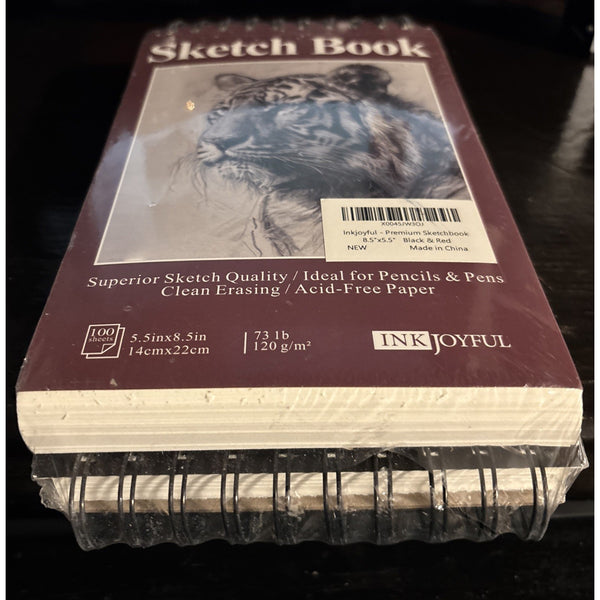 Sketch Book
X0045JW3OJ
Inkjoyful - Premium Sketchbook
8.5"x5.5" Black & Red
NEW Made in China
Superior Sketch Quality / Ideal for Pencils & Pens
Clean Erasing / Acid-Free Paper
100 sheets
5.5inx8.5in
14cmx22cm
73 lb
120 g/m²
INKJOYFUL